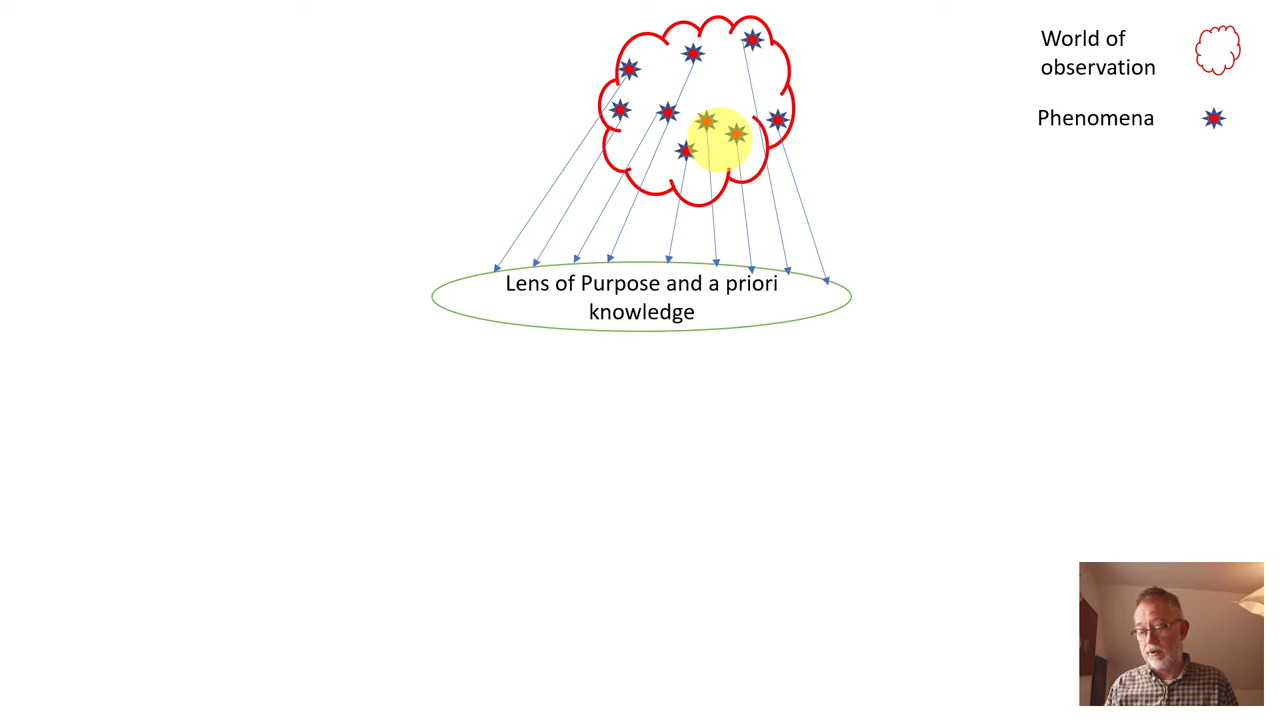 World of
observation
Phenomena
Lens of Purpose and a priori
knowledge